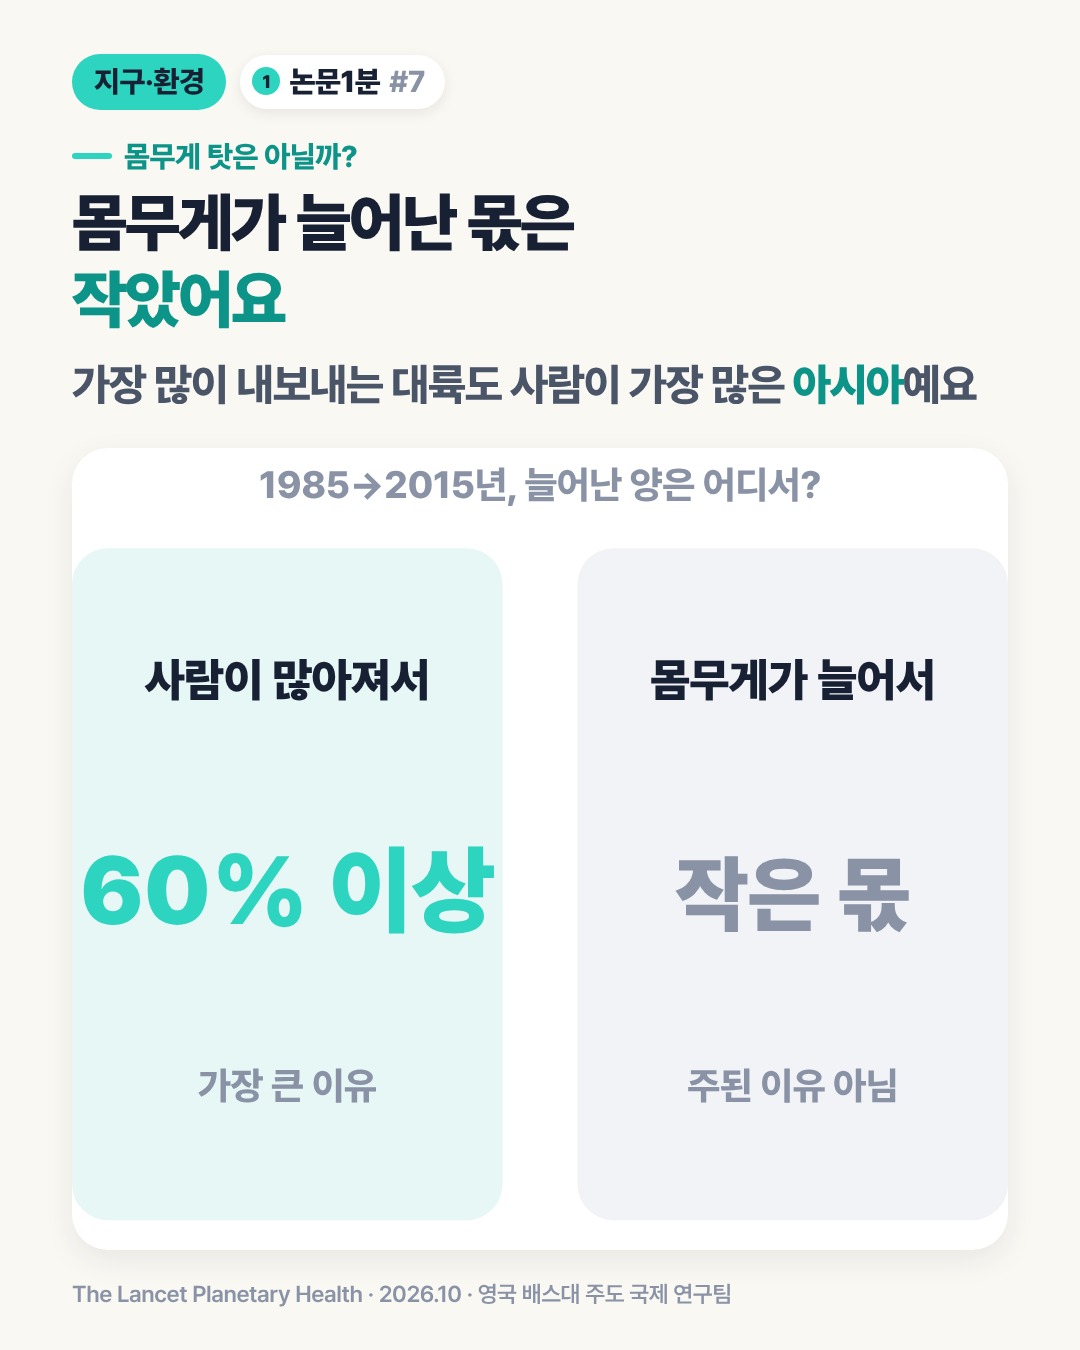 지구·환경
1 논문1분 #7
몸무게 탓은 아닐까?
몸무게가 늘어난 몫은
작았어요
가장 많이 내보내는 대륙도 사람이 가장 많은 아시아예요
1985→2015년, 늘어난 양은 어디서?
사람이 많아져서
60% 이상
가장 큰 이유
몸무게가 늘어서
작은 몫
주된 이유 아님
The Lancet Planetary Health · 2026.10 · 영국 배스대 주도 국제 연구팀